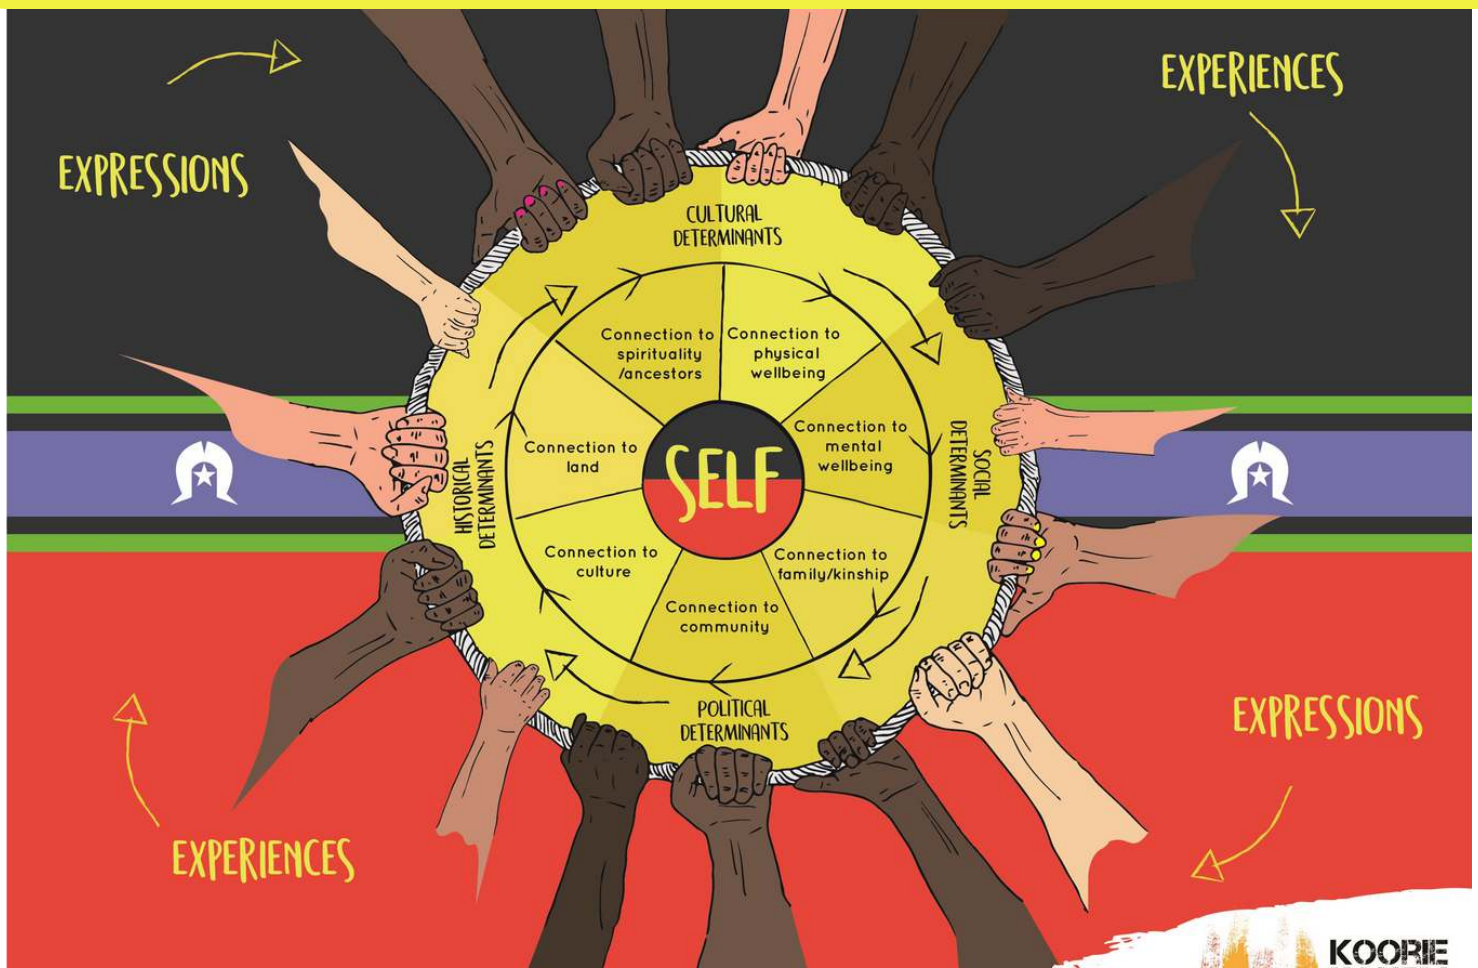 EXPRESSIONS
EXPERIENCES
CULTURAL
DETERMINANTS
Connection to
spirituality
/ancestors
Connection to
physical
wellbeing
Connection to
mental
wellbeing
SOCIAL
DETERMINANTS
HISTORICAL
DETERMINANTS
Connection to
land
SELF
Connection to
culture
Connection to
family/kinship
Connection to
community
POLITICAL
DETERMINANTS
EXPRESSIONS
EXPERIENCES
KOORIE